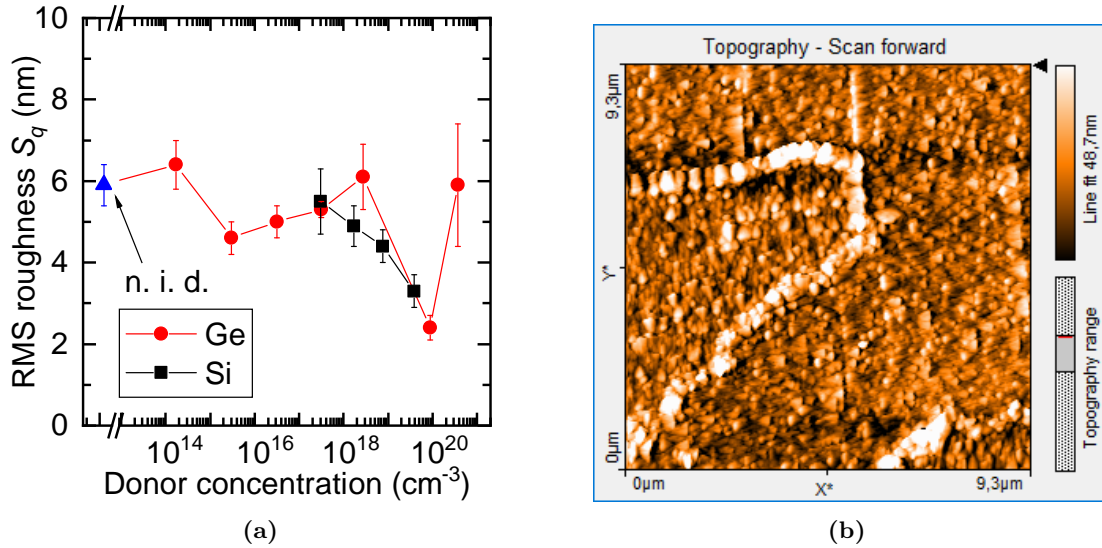 10
8
6
4
2
0
RMS roughness S_q (nm)
n. i. d.
Ge
Si
10^14 10^16 10^18 10^20
Donor concentration (cm^-3)
(a)
Topography - Scan forward
9,3µm
Y*
0µm
0µm X* 9,3µm
Line fit 48,7nm
Topography range
(b)